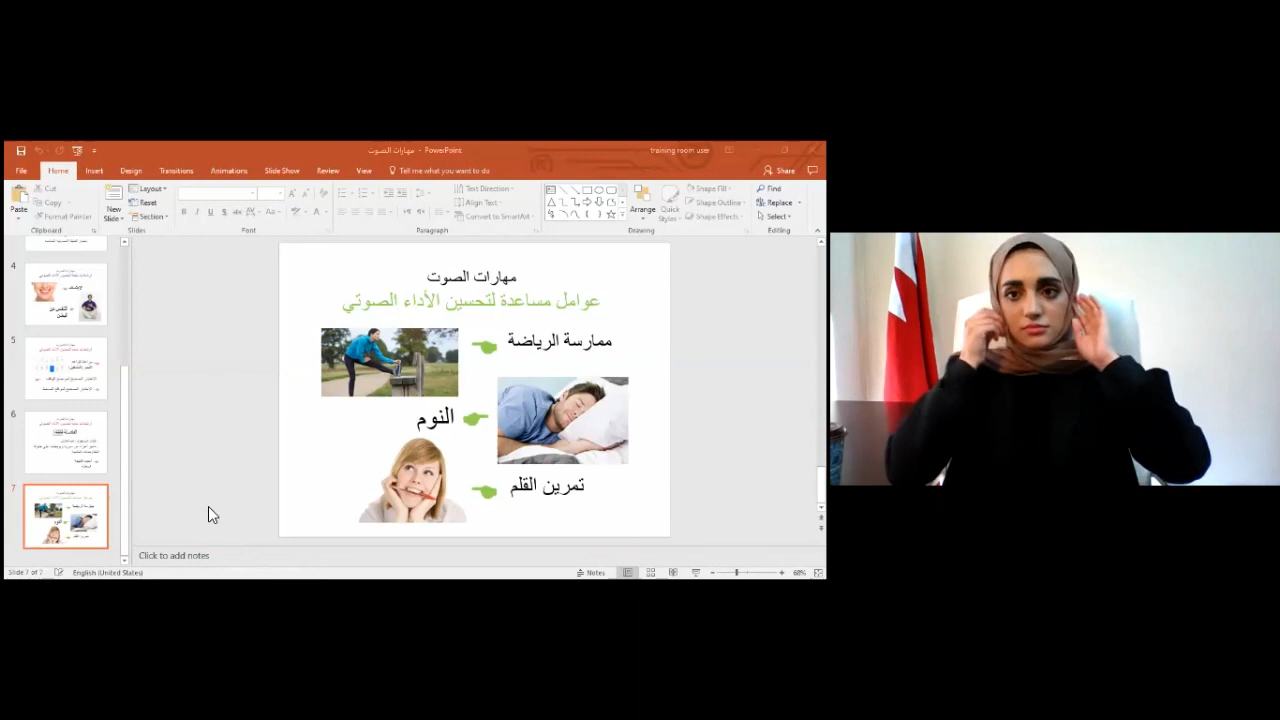 مهارات الصوت - PowerPoint
training room user
File
Home
Insert
Design
Transitions
Animations
Slide Show
Review
View
Tell me what you want to do
Share
Paste
Cut
Copy
Format Painter
Clipboard
New Slide
Layout
Reset
Section
Slides
Font
Text Direction
Align Text
Convert to SmartArt
Paragraph
Arrange
Quick Styles
Shape Fill
Shape Outline
Shape Effects
Drawing
Find
Replace
Select
Editing
4
5
6
7
مهارات الصوت
عوامل مساعدة لتحسين الأداء الصوتي
ممارسة الرياضة
النوم
تمرين القلم
Click to add notes
Slide 7 of 7
English (United States)
Notes
68%